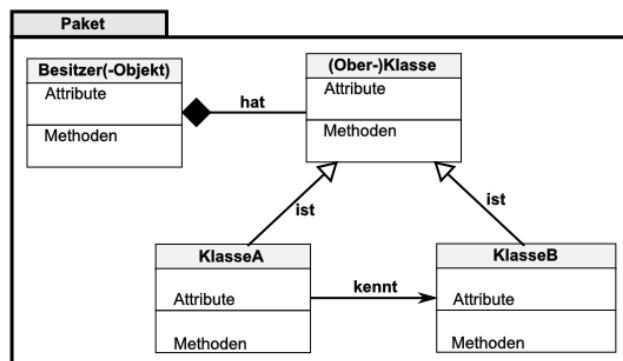 Paket
Besitzer(-Objekt)
Attribute
Methoden
hat
(Ober-)Klasse
Attribute
Methoden
ist
ist
KlasseA
Attribute
Methoden
kennt
KlasseB
Attribute
Methoden